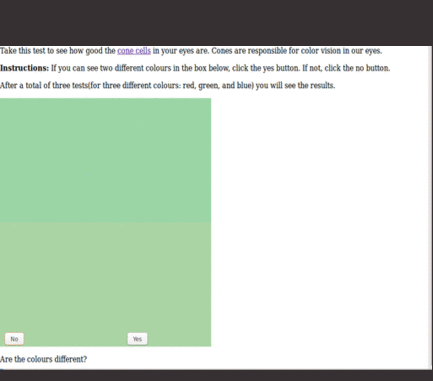 Take this test to see how good the cone cells in your eyes are. Cones are responsible for color vision in our eyes.
Instructions: If you can see two different colours in the box below, click the yes button. If not, click the no button.
After a total of three tests(for three different colours: red, green, and blue) you will see the results.
No Yes
Are the colours different?